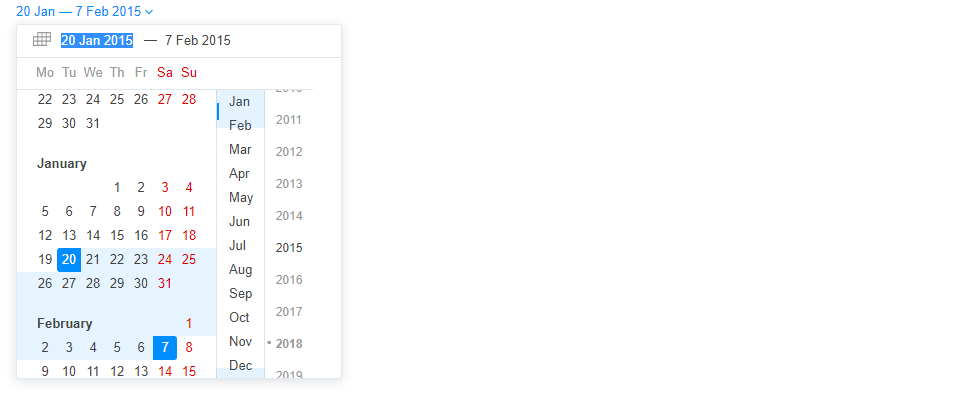 20 Jan — 7 Feb 2015
20 Jan 2015 — 7 Feb 2015
Mo Tu We Th Fr Sa Su
22 23 24 25 26 27 28
29 30 31
January
1 2 3 4
5 6 7 8 9 10 11
12 13 14 15 16 17 18
19 20 21 22 23 24 25
26 27 28 29 30 31
February 1
2 3 4 5 6 7 8
9 10 11 12 13 14 15
Jan
Feb
Mar
Apr
May
Jun
Jul
Aug
Sep
Oct
Nov
Dec
2010
2011
2012
2013
2014
2015
2016
2017
• 2018
2019